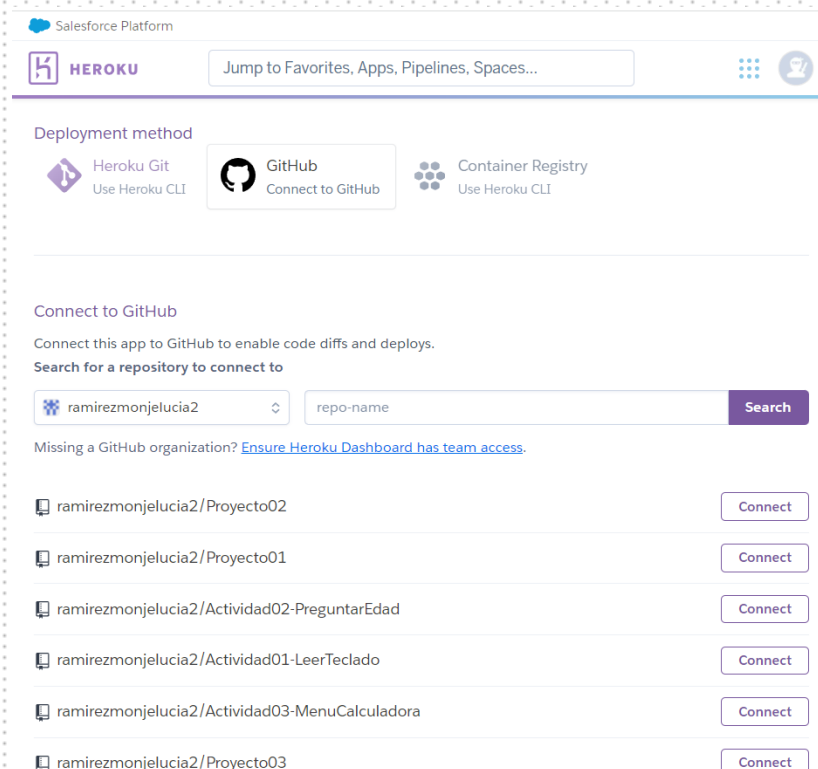 Salesforce Platform
HEROKU
Jump to Favorites, Apps, Pipelines, Spaces...
Deployment method
Heroku Git
Use Heroku CLI
GitHub
Connect to GitHub
Container Registry
Use Heroku CLI
Connect to GitHub
Connect this app to GitHub to enable code diffs and deploys.
Search for a repository to connect to
ramirezmonjelucia2
repo-name
Search
Missing a GitHub organization? Ensure Heroku Dashboard has team access.
ramirezmonjelucia2/Proyecto02 Connect
ramirezmonjelucia2/Proyecto01 Connect
ramirezmonjelucia2/Actividad02-PreguntarEdad Connect
ramirezmonjelucia2/Actividad01-LeerTeclado Connect
ramirezmonjelucia2/Actividad03-MenuCalculadora Connect
ramirezmonjelucia2/Proyecto03 Connect